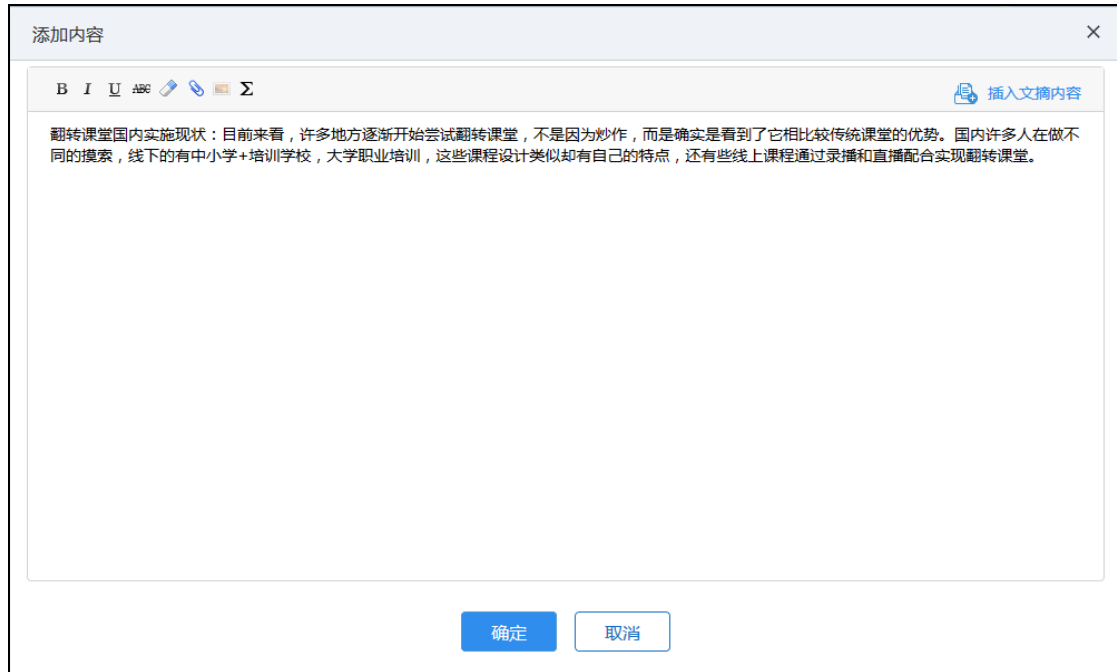 添加内容
B I U ABC Σ
插入文摘内容
翻转课堂国内实施现状：目前来看，许多地方逐渐开始尝试翻转课堂，不是因为炒作，而是确实是看到了它相比较传统课堂的优势。国内许多人在做不
同的摸索，线下的有中小学+培训学校，大学职业培训，这些课程设计类似却有自己的特点，还有些线上课程通过录播和直播配合实现翻转课堂。
确定 取消